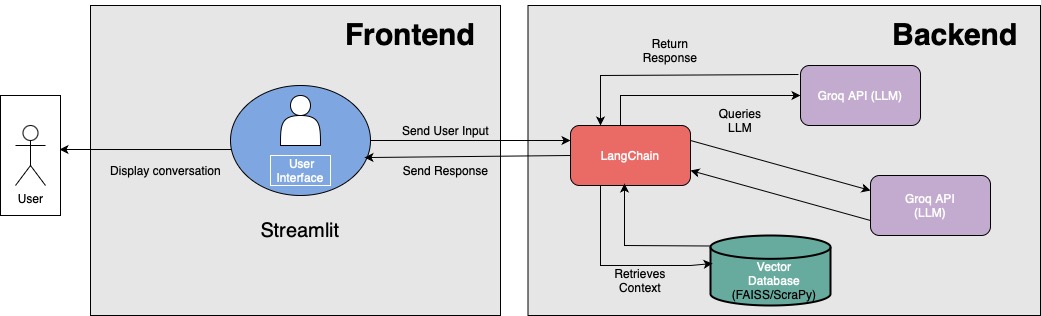 Frontend
Backend
Return
Response
Groq API (LLM)
Queries
LLM
Send User Input
LangChain
User
Interface
Display conversation
Send Response
User
Groq API
(LLM)
Streamlit
Retrieves
Context
Vector
Database
(FAISS/ScraPy)